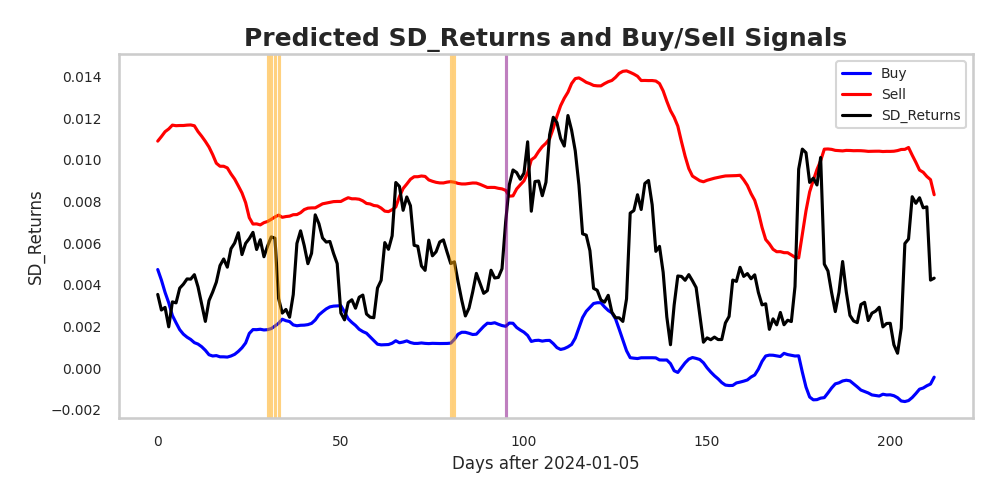 Predicted SD_Returns and Buy/Sell Signals
0.014
0.012
0.010
0.008
0.006
0.004
0.002
0.000
−0.002
SD_Returns
Buy
Sell
SD_Returns
0 50 100 150 200
Days after 2024-01-05